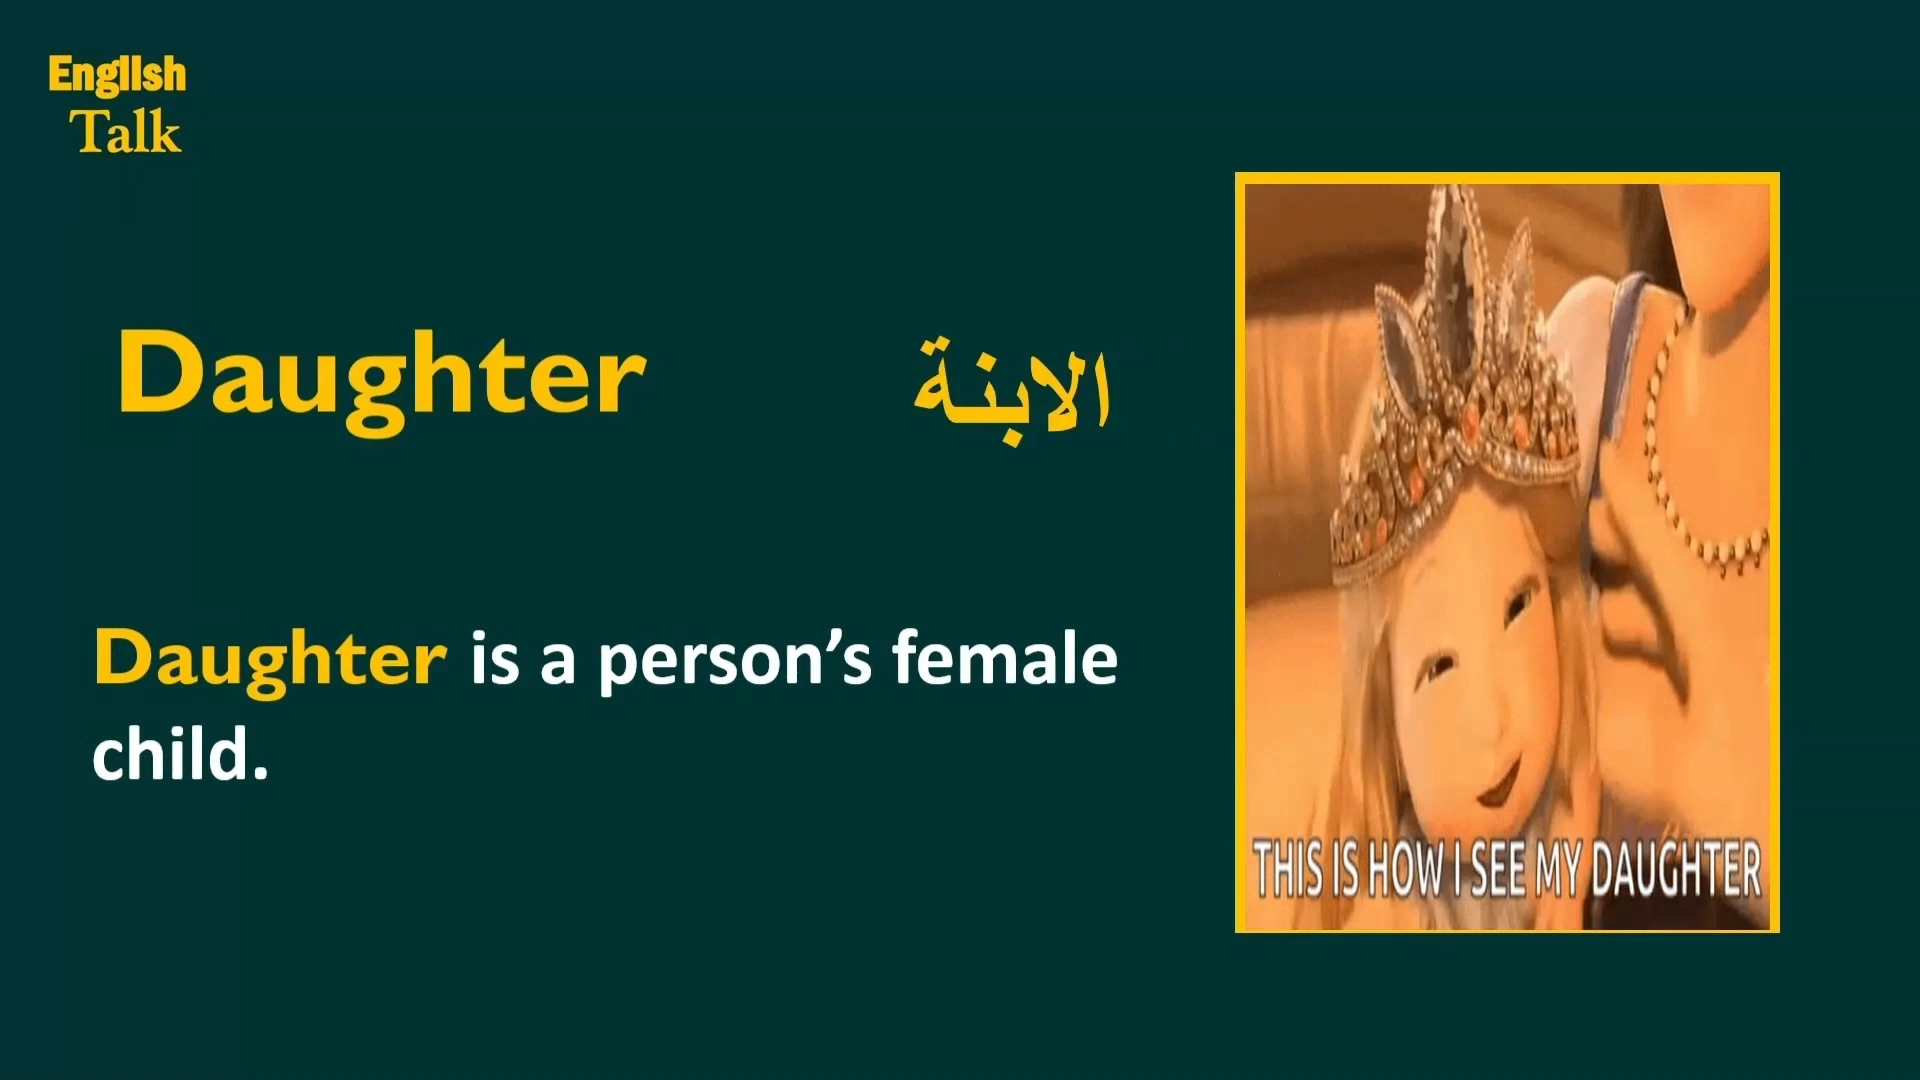 English
Talk
Daughter
الابنة
Daughter is a person’s female
child.
THIS IS HOW I SEE MY DAUGHTER